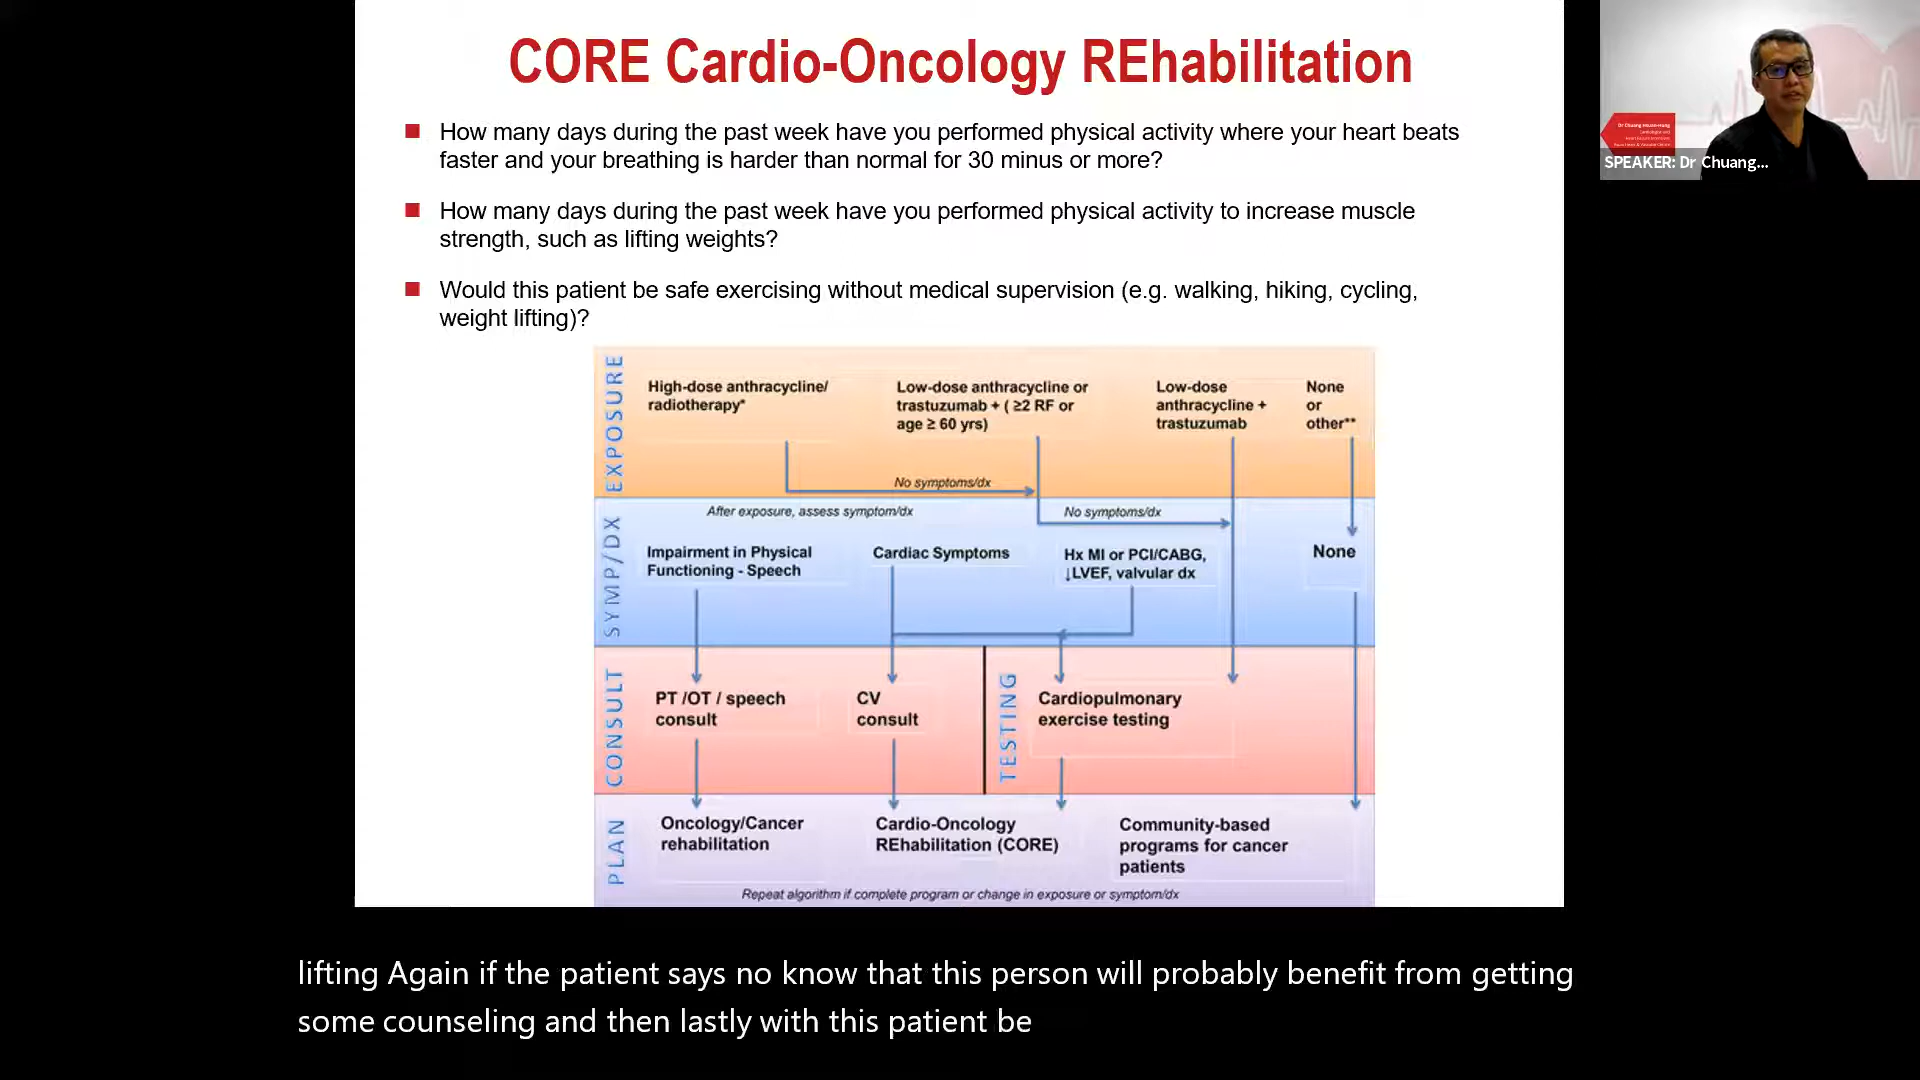 CORE Cardio-Oncology REhabilitation
How many days during the past week have you performed physical activity where your heart beats
faster and your breathing is harder than normal for 30 minus or more?
How many days during the past week have you performed physical activity to increase muscle
strength, such as lifting weights?
Would this patient be safe exercising without medical supervision (e.g. walking, hiking, cycling,
weight lifting)?
EXPOSURE
High-dose anthracycline/
radiotherapy*
Low-dose anthracycline or
trastuzumab + ( ≥2 RF or
age ≥ 60 yrs)
Low-dose
anthracycline +
trastuzumab
None
or
other**
No symptoms/dx
SYMP/DX
After exposure, assess symptom/dx
No symptoms/dx
Impairment in Physical
Functioning - Speech
Cardiac Symptoms
Hx MI or PCI/CABG,
↓LVEF, valvular dx
None
CONSULT
PT /OT / speech
consult
CV
consult
TESTING
Cardiopulmonary
exercise testing
PLAN
Oncology/Cancer
rehabilitation
Cardio-Oncology
REhabilitation (CORE)
Community-based
programs for cancer
patients
Repeat algorithm if complete program or change in exposure or symptom/dx
SPEAKER: Dr Chuang...
lifting Again if the patient says no know that this person will probably benefit from getting
some counseling and then lastly with this patient be